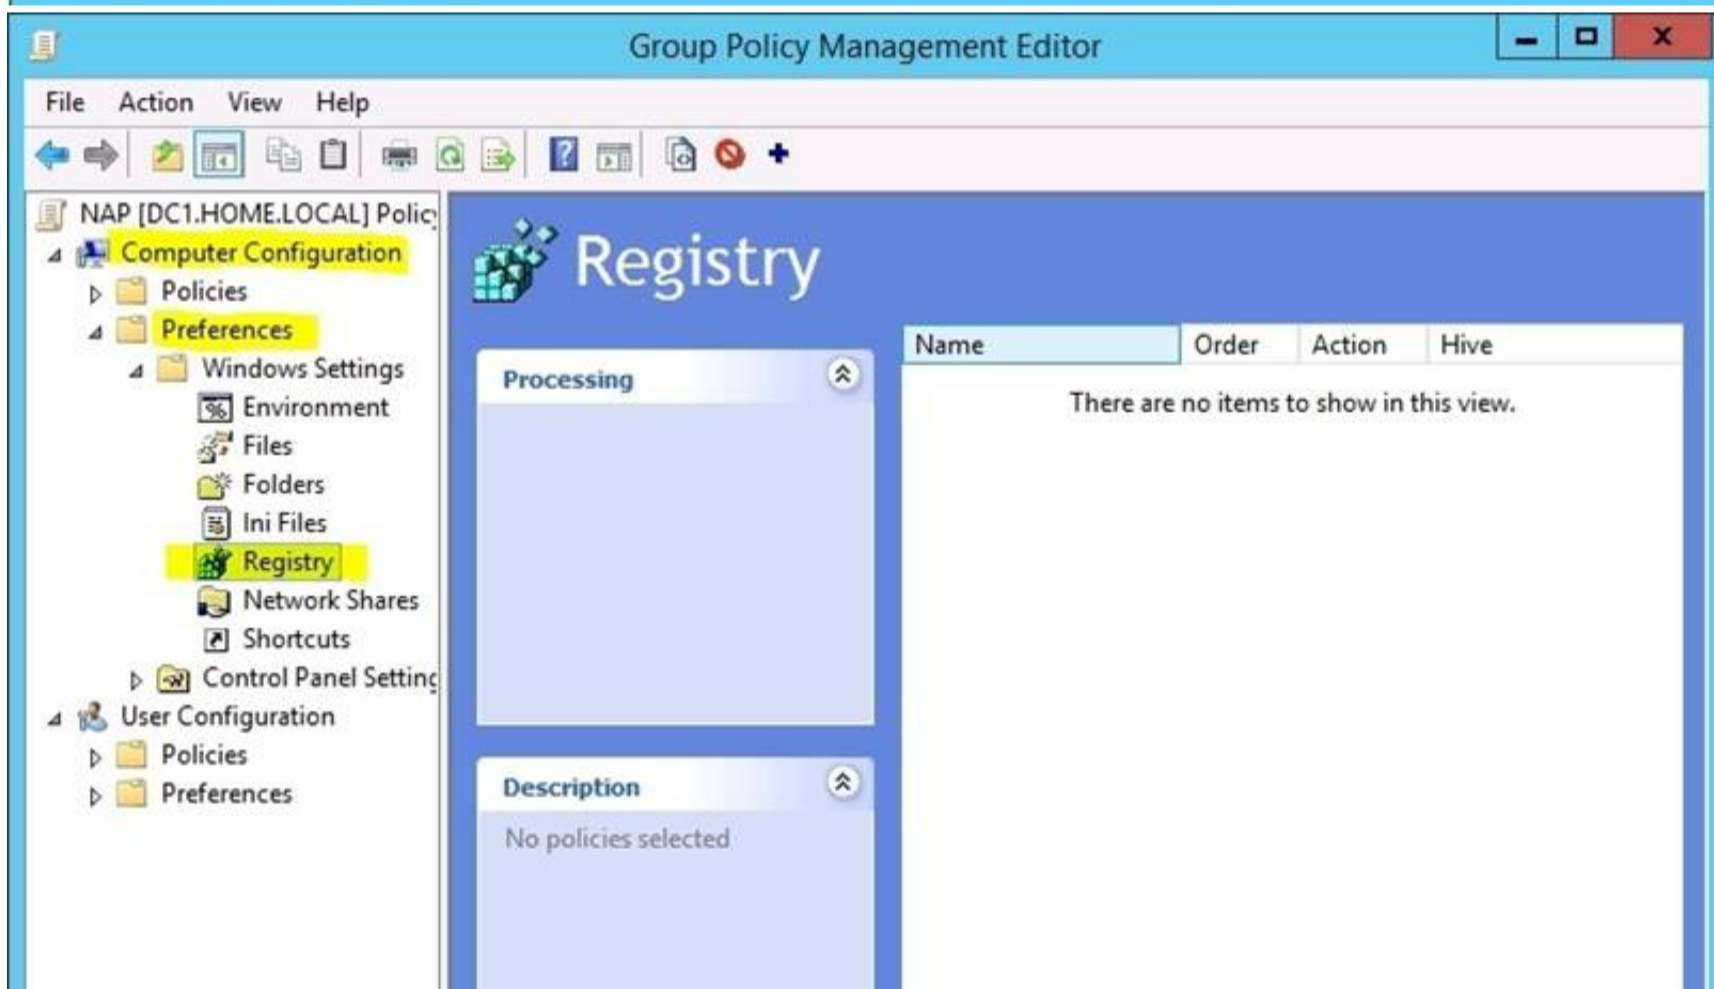 Group Policy Management Editor
File Action View Help
NAP [DC1.HOME.LOCAL] Policy
Computer Configuration
Policies
Preferences
Windows Settings
Environment
Files
Folders
Ini Files
Registry
Network Shares
Shortcuts
Control Panel Setting
User Configuration
Policies
Preferences
Registry
Processing
Description
No policies selected
Name Order Action Hive
There are no items to show in this view.